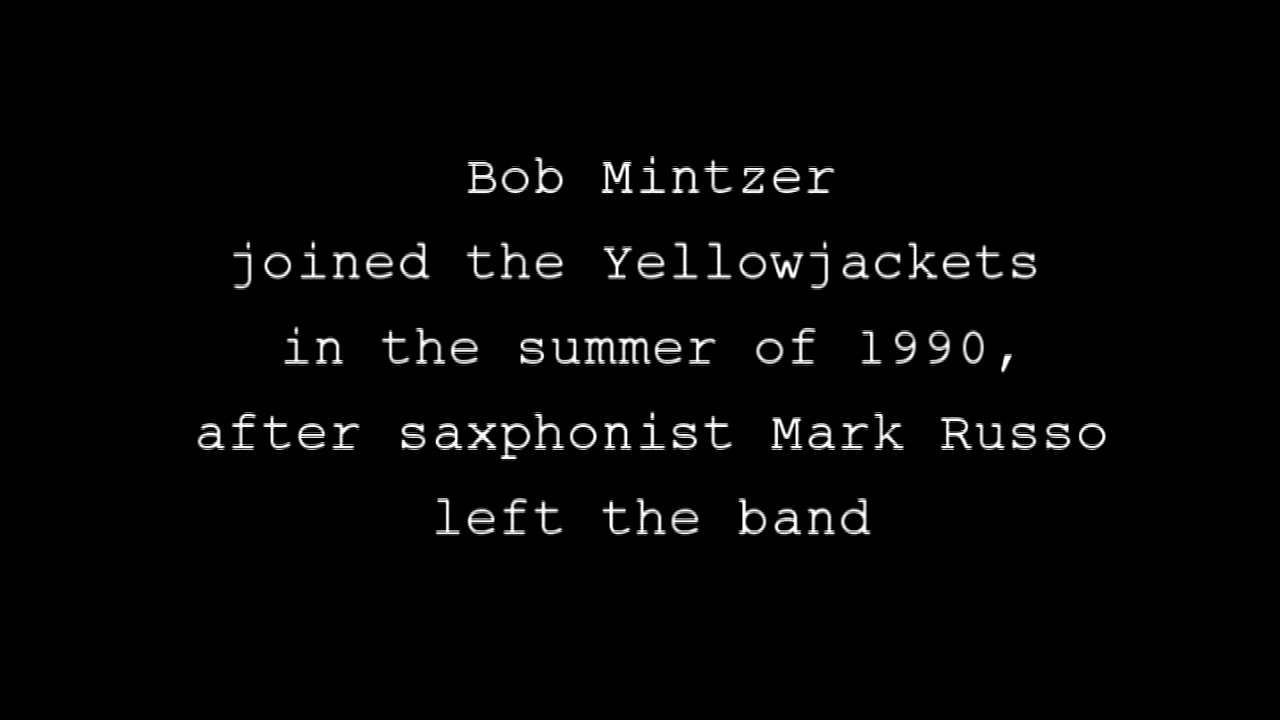 Bob Mintzer
joined the Yellowjackets
in the summer of 1990,
after saxphonist Mark Russo
left the band